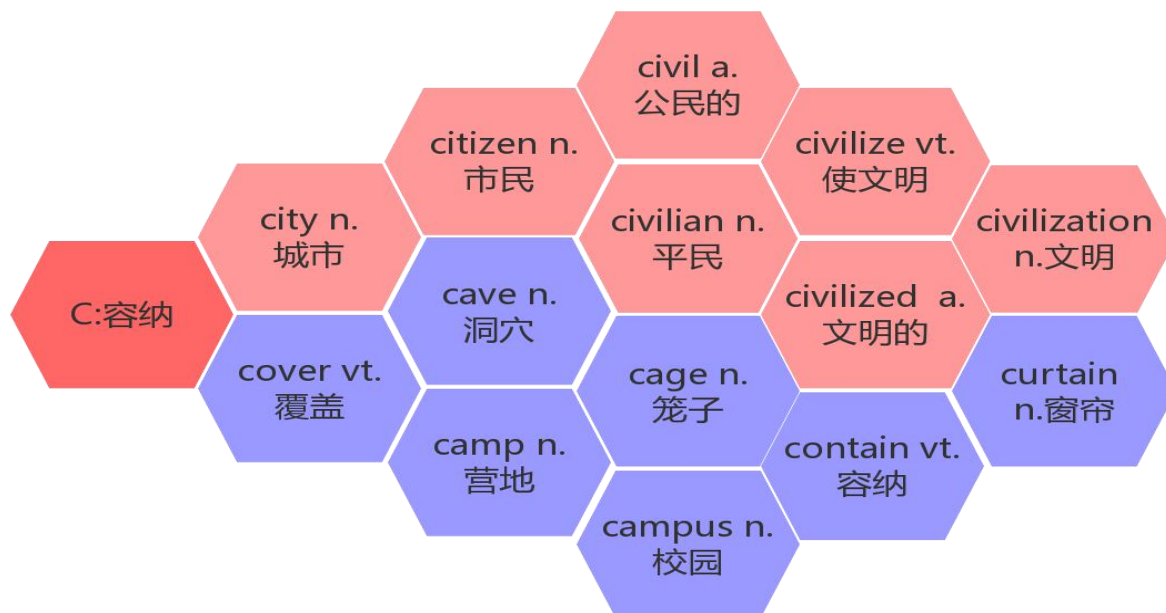 C:容纳
city n.
城市
citizen n.
市民
civil a.
公民的
civilian n.
平民
civilize vt.
使文明
civilized  a.
文明的
civilization
n.文明
cover vt.
覆盖
cave n.
洞穴
camp n.
营地
cage n.
笼子
campus n.
校园
contain vt.
容纳
curtain
n.窗帘